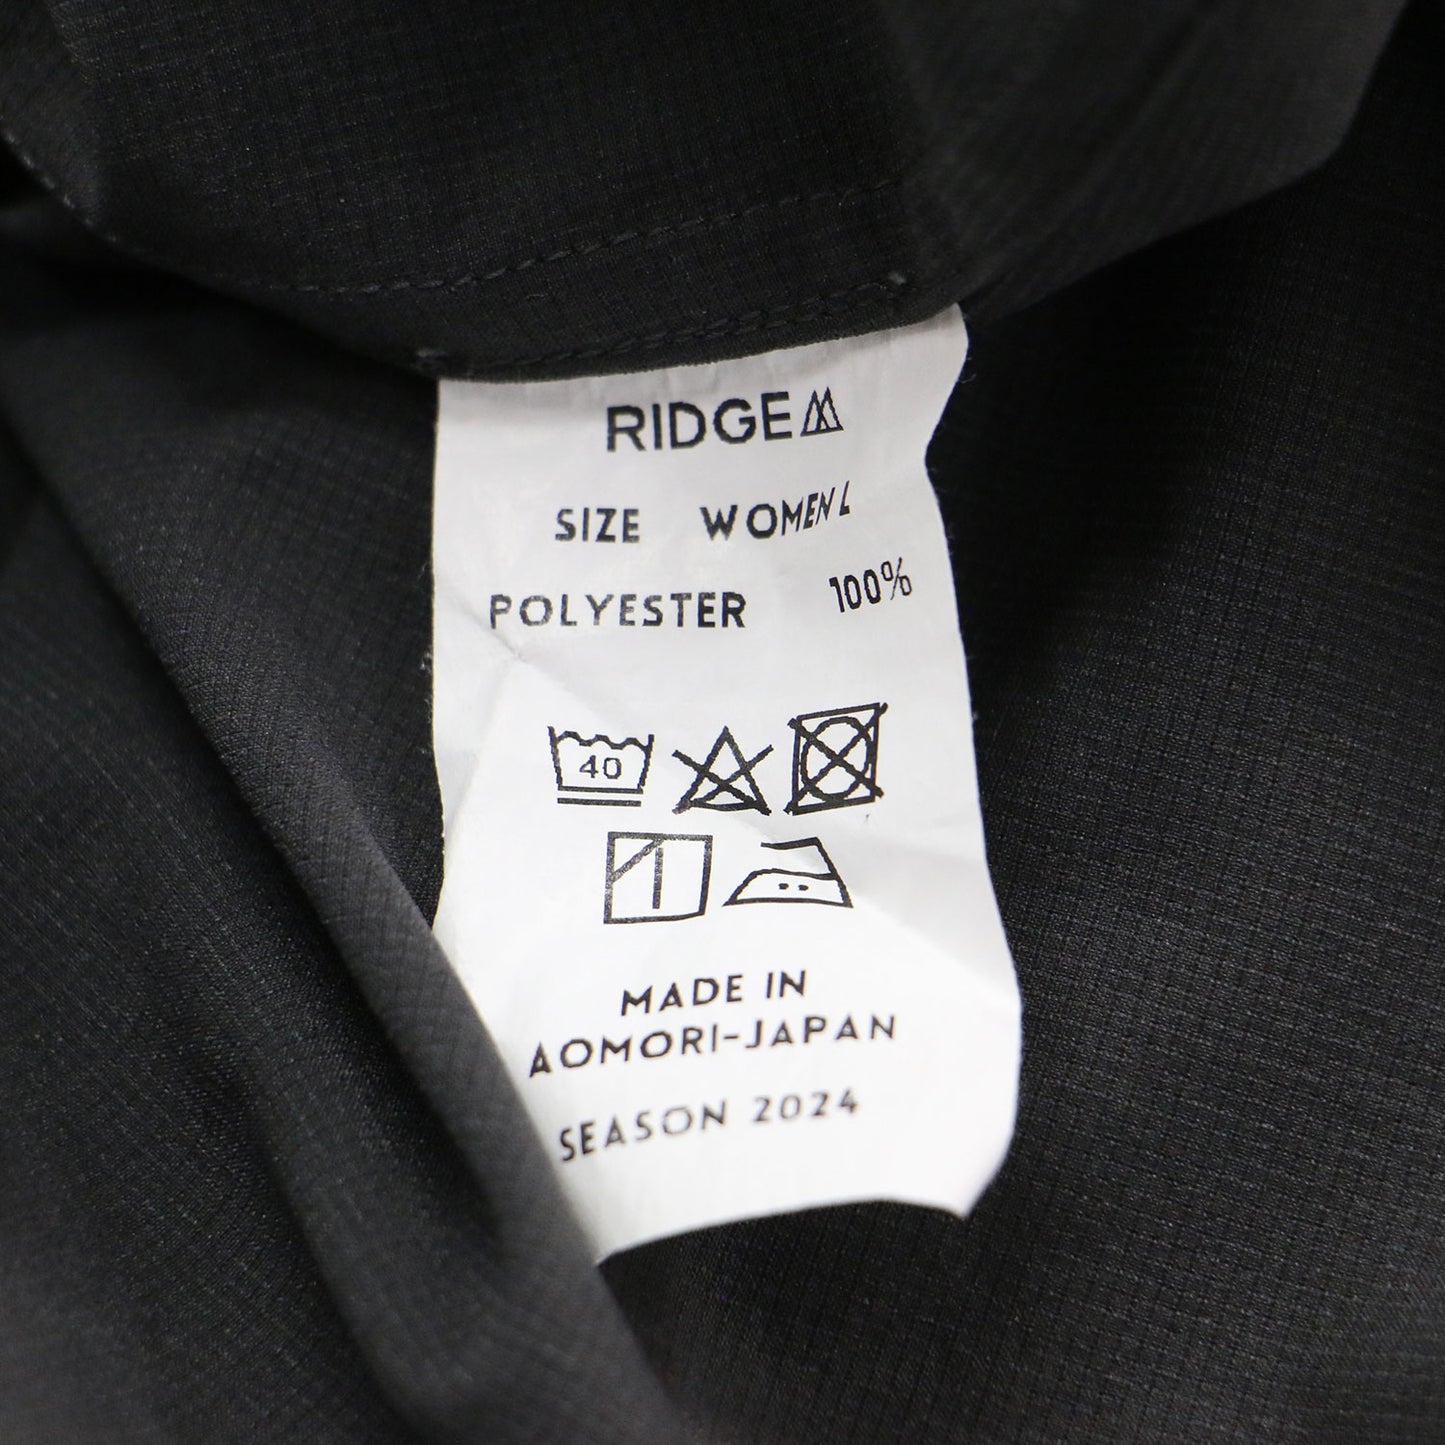 RIDGE
SIZE WOMEN L
POLYESTER 100%
40
MADE IN
AOMORI-JAPAN
SEASON 2024